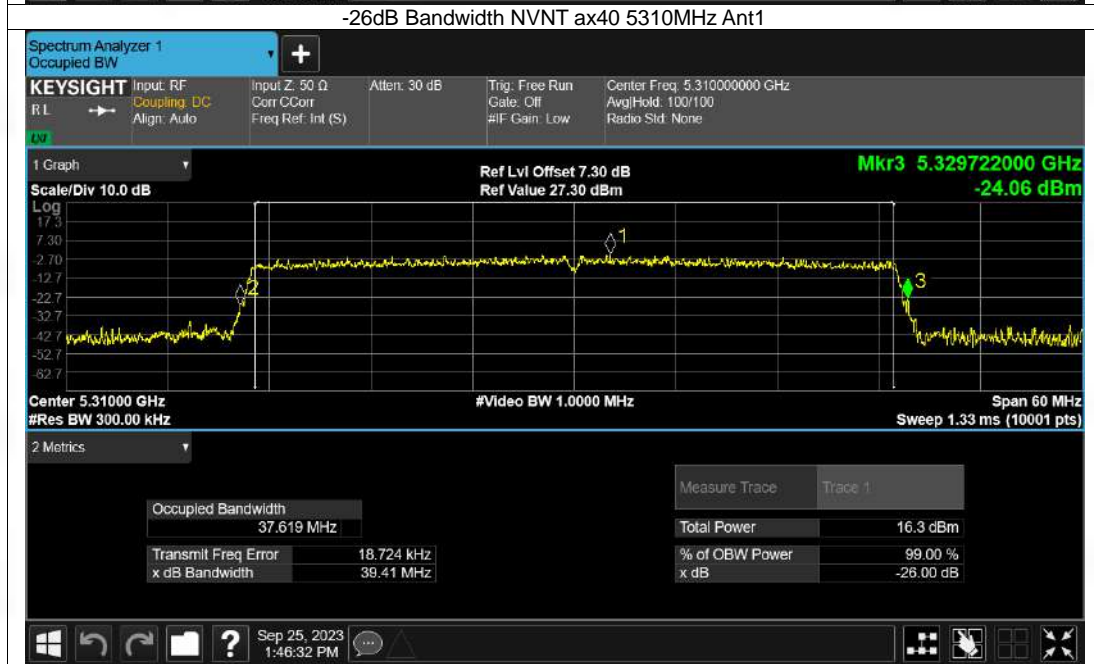 -26dB Bandwidth NVNT ax40 5310MHz Ant1
Spectrum Analyzer 1
Occupied BW
KEYSIGHT Input: RF Input Z: 50 Ω Atten: 30 dB Trig: Free Run Center Freq: 5.310000000 GHz
RL Coupling: DC Corr CCorr Gate: Off Avg|Hold: 100/100
Align: Auto Freq Ref: Int (S) #IF Gain: Low Radio Std: None
LXI
1 Graph Ref Lvl Offset 7.30 dB Mkr3 5.329722000 GHz
Scale/Div 10.0 dB Ref Value 27.30 dBm -24.06 dBm
Log
17.3
7.30
-2.70
-12.7
-22.7
-32.7
-42.7
-52.7
-62.7
1
2
3
Center 5.31000 GHz #Video BW 1.0000 MHz Span 60 MHz
#Res BW 300.00 kHz Sweep 1.33 ms (10001 pts)
2 Metrics
Measure Trace Trace 1
Occupied Bandwidth
37.619 MHz Total Power 16.3 dBm
Transmit Freq Error 18.724 kHz % of OBW Power 99.00 %
x dB Bandwidth 39.41 MHz x dB -26.00 dB
? Sep 25, 2023
1:46:32 PM